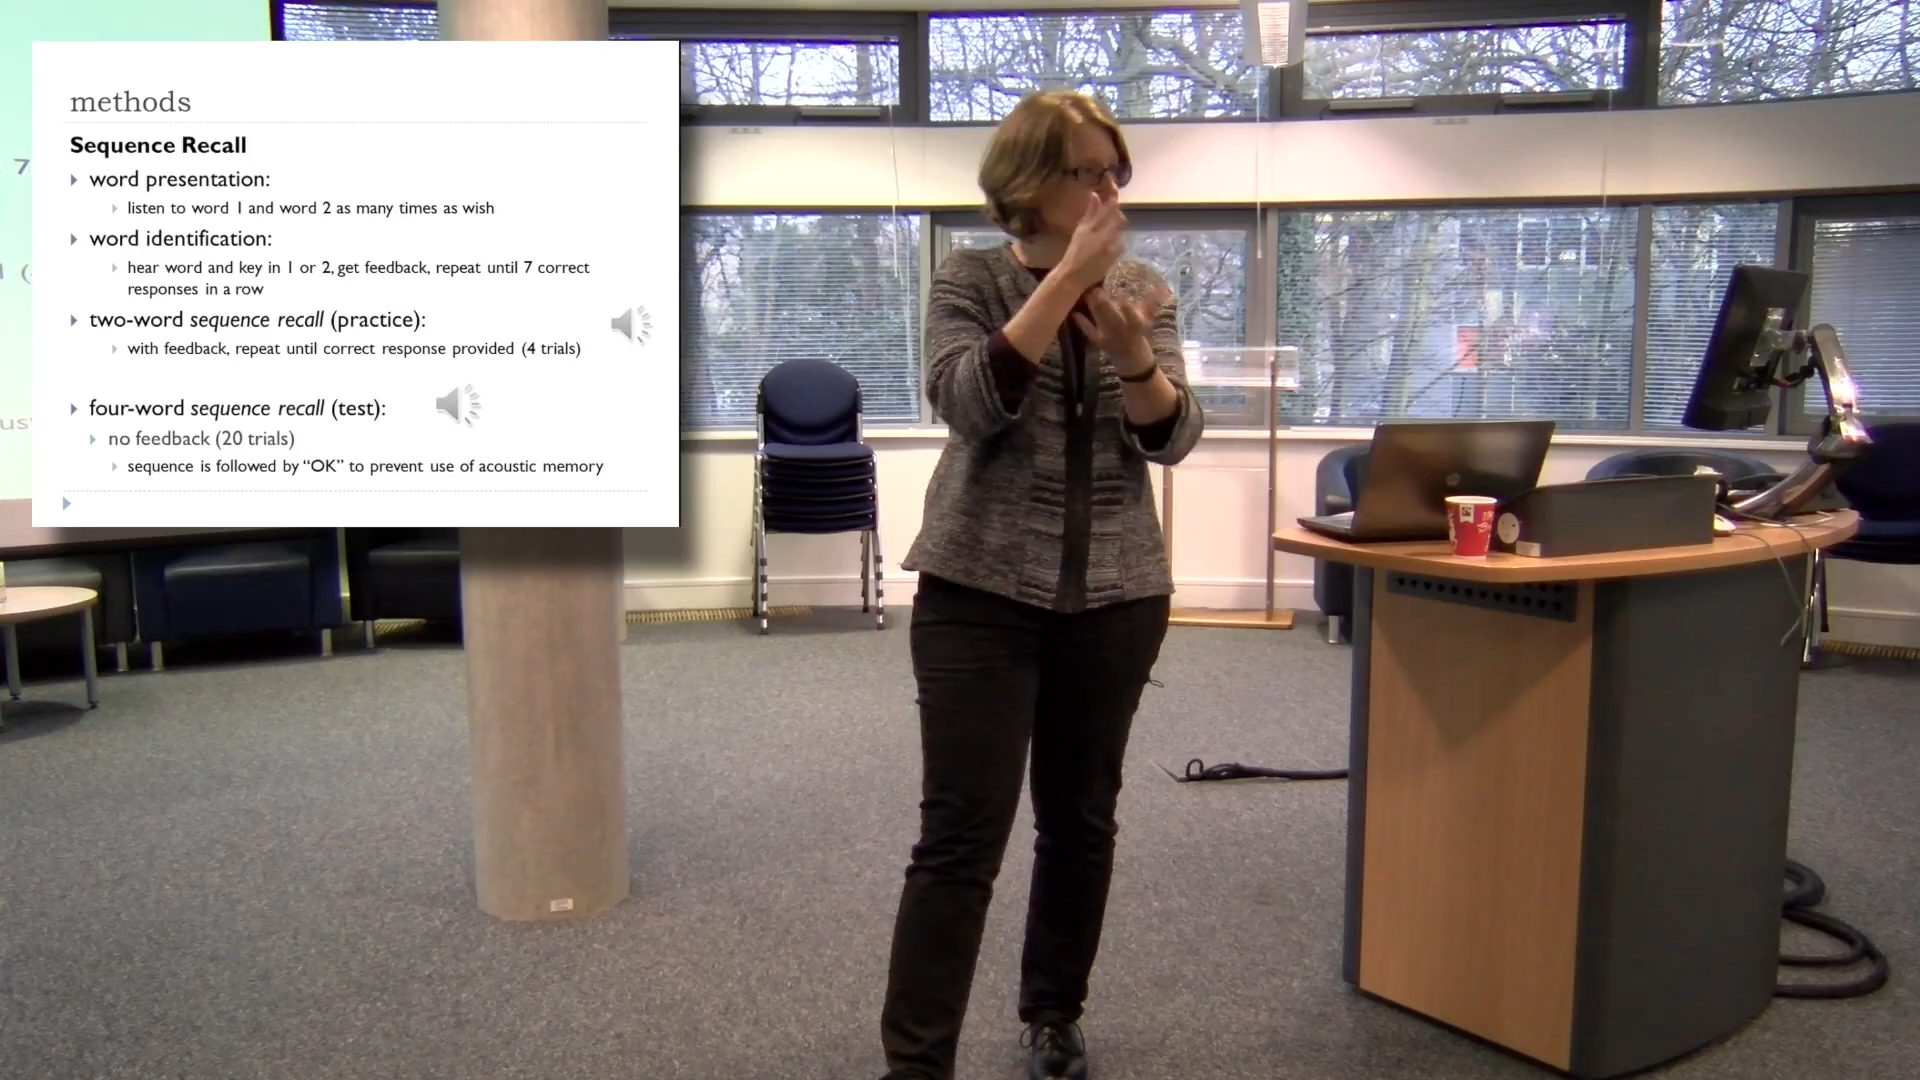 methods
Sequence Recall
word presentation:
listen to word 1 and word 2 as many times as wish
word identification:
hear word and key in 1 or 2, get feedback, repeat until 7 correct
responses in a row
two-word sequence recall (practice):
with feedback, repeat until correct response provided (4 trials)
four-word sequence recall (test):
no feedback (20 trials)
sequence is followed by “OK” to prevent use of acoustic memory
7